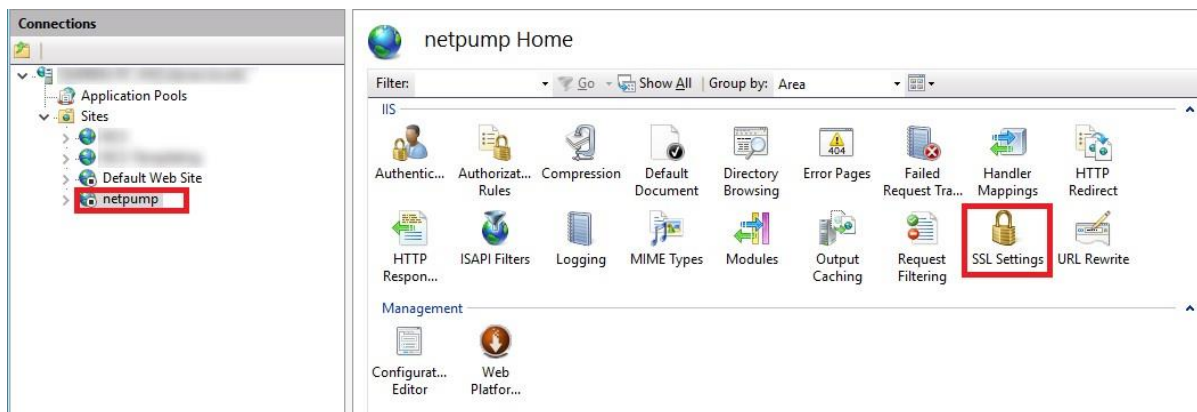 Connections
Application Pools
Sites
Default Web Site
netpump
netpump Home
Filter: Go Show All Group by: Area
IIS
Authentic... Authorizat... Compression Default Directory Error Pages Failed Handler HTTP
Rules Document Browsing Request Tra... Mappings Redirect
404
HTTP ISAPI Filters Logging MIME Types Modules Output Request SSL Settings URL Rewrite
Respon... Caching Filtering
Management
Configurat... Web
Editor Platfor...